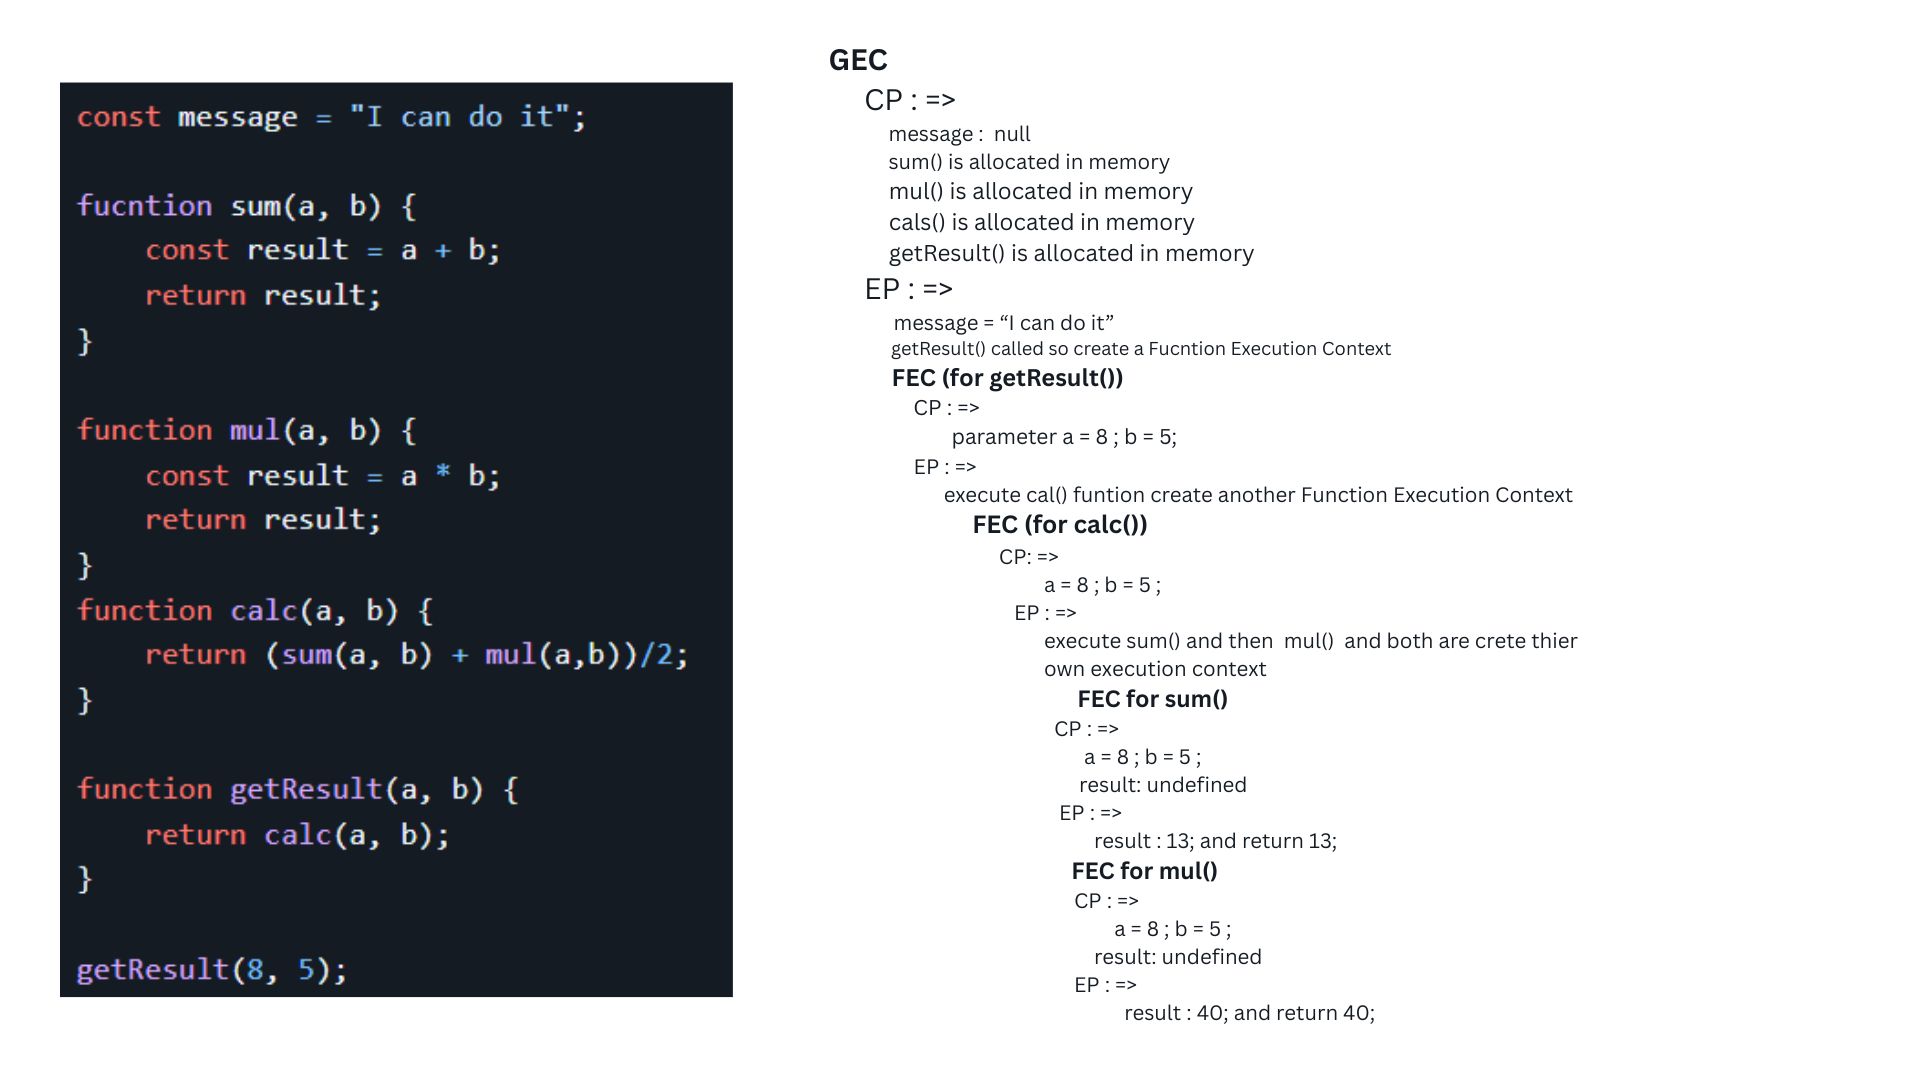 const message = "I can do it";
fucntion sum(a, b) {
const result = a + b;
return result;
}
function mul(a, b) {
const result = a * b;
return result;
}
function calc(a, b) {
return (sum(a, b) + mul(a,b))/2;
}
function getResult(a, b) {
return calc(a, b);
}
getResult(8, 5);
GEC
CP : =>
message : null
sum() is allocated in memory
mul() is allocated in memory
cals() is allocated in memory
getResult() is allocated in memory
EP : =>
message = “I can do it”
getResult() called so create a Fucntion Execution Context
FEC (for getResult())
CP : =>
parameter a = 8 ; b = 5;
EP : =>
execute cal() funtion create another Function Execution Context
FEC (for calc())
CP: =>
a = 8 ; b = 5 ;
EP : =>
execute sum() and then mul() and both are crete thier
own execution context
FEC for sum()
CP : =>
a = 8 ; b = 5 ;
result: undefined
EP : =>
result : 13; and return 13;
FEC for mul()
CP : =>
a = 8 ; b = 5 ;
result: undefined
EP : =>
result : 40; and return 40;